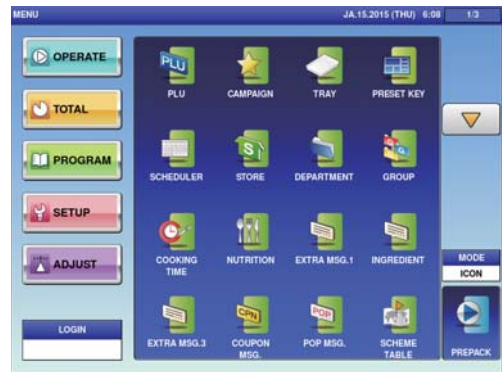 MENU
JA.15.2015 (THU) 6:08
1/3
OPERATE
TOTAL
PROGRAM
SETUP
ADJUST
LOGIN
PLU
PLU
CAMPAIGN
TRAY
PRESET KEY
SCHEDULER
S
STORE
DEPARTMENT
G
GROUP
COOKING
TIME
NUTRITION
EXTRA MSG.1
INGREDIENT
EXTRA MSG.3
CPN
COUPON
MSG.
POP
POP MSG.
SCHEME
TABLE
MODE
ICON
PREPACK